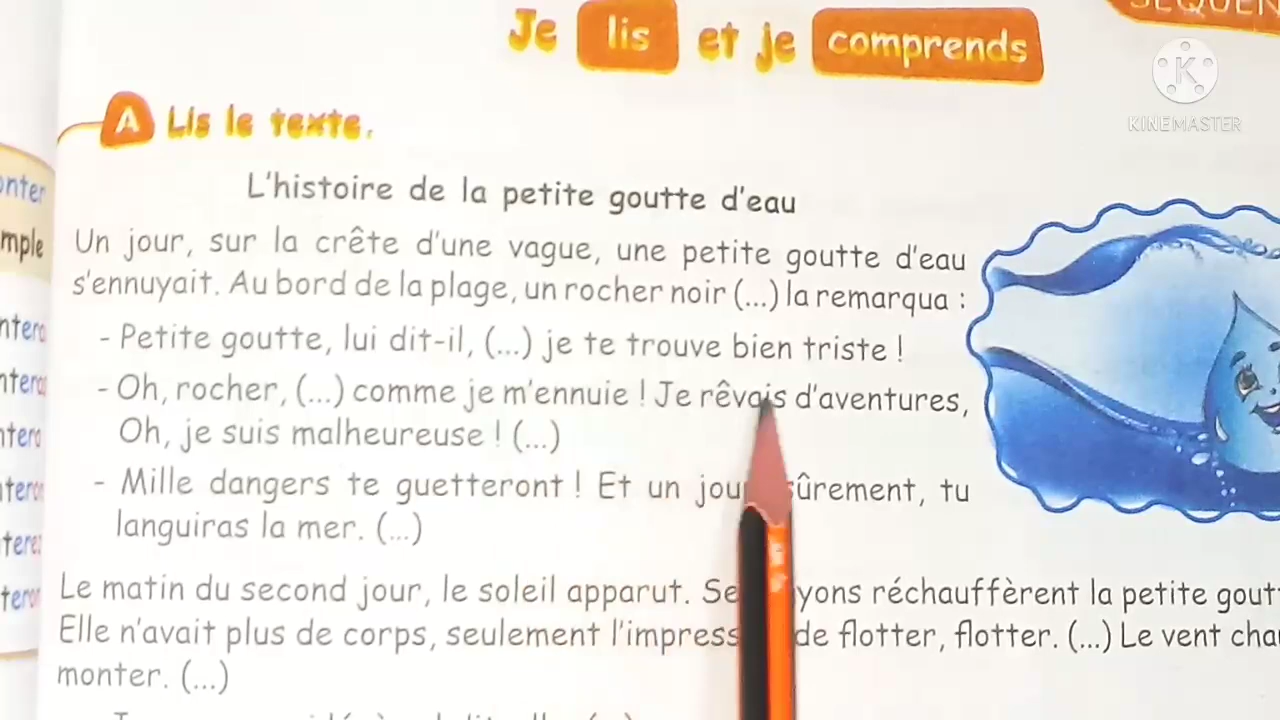 SEQUEN
Je lis et je comprends
KINEMASTER
A Lis le texte.
L'histoire de la petite goutte d'eau
Un jour, sur la crête d'une vague, une petite goutte d'eau
s'ennuyait. Au bord de la plage, un rocher noir (...) la remarqua :
- Petite goutte, lui dit-il, (...) je te trouve bien triste !
- Oh, rocher, (...) comme je m'ennuie ! Je rêvais d'aventures,
Oh, je suis malheureuse ! (...)
- Mille dangers te guetteront ! Et un jour sûrement, tu
languiras la mer. (...)
Le matin du second jour, le soleil apparut. Se yons réchauffèrent la petite gout
Elle n'avait plus de corps, seulement l'impress de flotter, flotter. (...) Le vent cha
monter. (...)